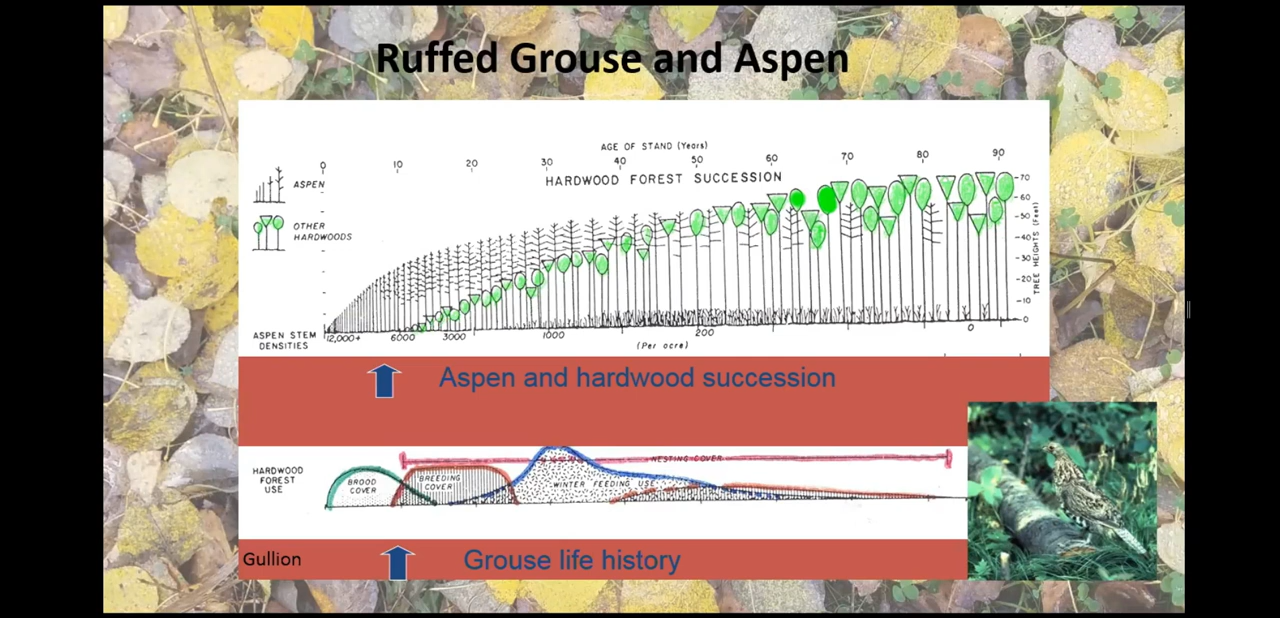 Ruffed Grouse and Aspen
AGE OF STAND (Years)
0 10 20 30 40 50 60 70 80 90
HARDWOOD FOREST SUCCESSION
ASPEN
OTHER
HARDWOODS
70
60
50
40
30
20
10
0
TREE HEIGHTS (Feet)
ASPEN STEM
DENSITIES
12,000+ 6000 3000 1000 200 0
(Per acre)
Aspen and hardwood succession
HARDWOOD
FOREST
USE
NESTING COVER
BROOD
COVER
BREEDING
COVER
WINTER FEEDING USE
Gullion
Grouse life history